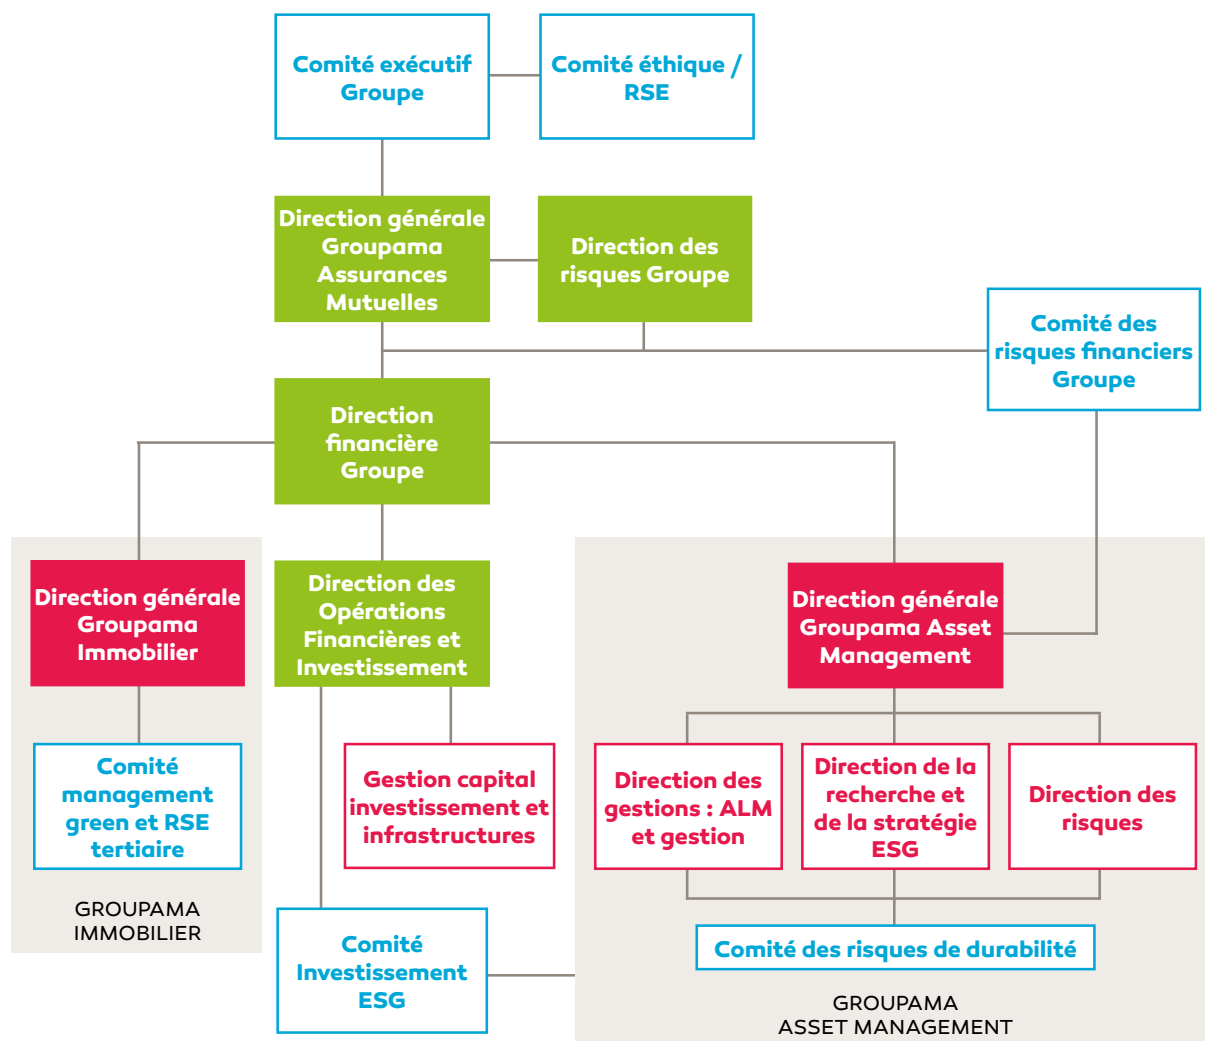 Comité exécutif
Groupe
Comité éthique /
RSE
Direction générale
Groupama
Assurances
Mutuelles
Direction des
risques Groupe
Comité des
risques financiers
Groupe
Direction
financière
Groupe
Direction générale
Groupama
Immobilier
Direction des
Opérations
Financières et
Investissement
Direction générale
Groupama Asset
Management
Comité
management
green et RSE
tertiaire
Gestion capital
investissement et
infrastructures
Direction des
gestions : ALM
et gestion
Direction de la
recherche et
de la stratégie
ESG
Direction des
risques
GROUPAMA
IMMOBILIER
Comité
Investissement
ESG
Comité des risques de durabilité
GROUPAMA
ASSET MANAGEMENT